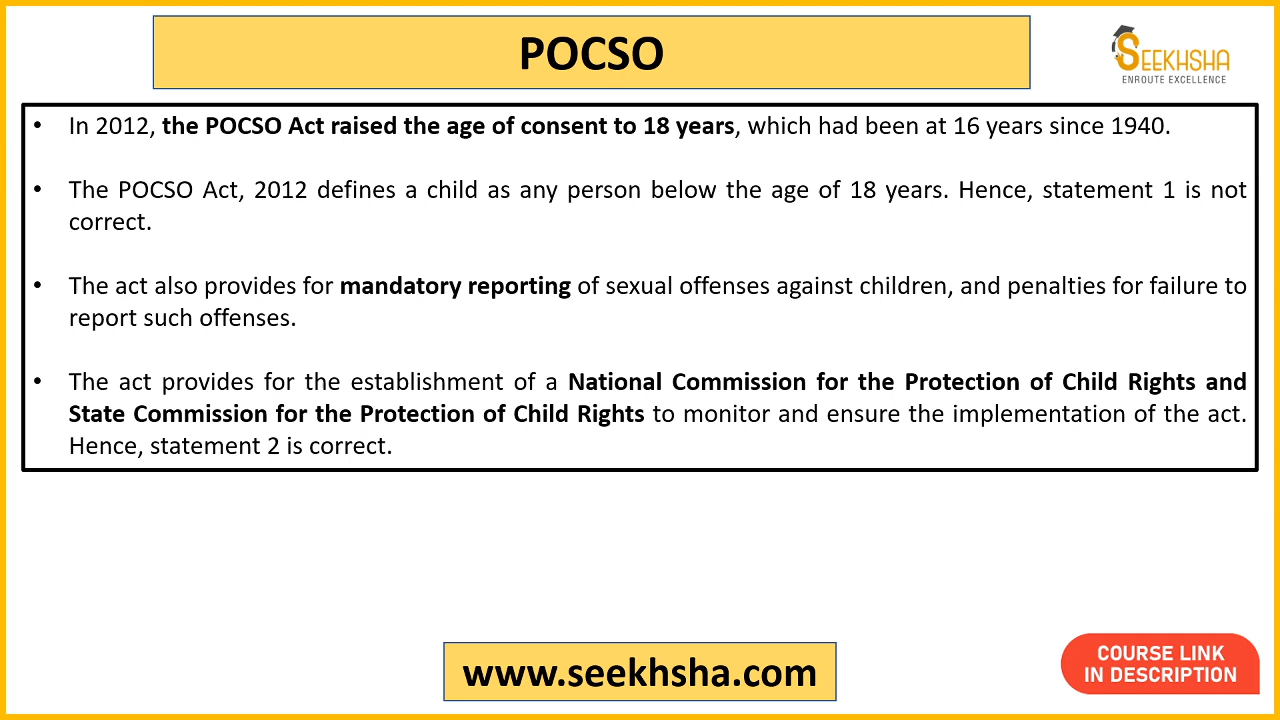 POCSO
SEEKHSHA
ENROUTE EXCELLENCE
• In 2012, the POCSO Act raised the age of consent to 18 years, which had been at 16 years since 1940.
• The POCSO Act, 2012 defines a child as any person below the age of 18 years. Hence, statement 1 is not
correct.
• The act also provides for mandatory reporting of sexual offenses against children, and penalties for failure to
report such offenses.
• The act provides for the establishment of a National Commission for the Protection of Child Rights and
State Commission for the Protection of Child Rights to monitor and ensure the implementation of the act.
Hence, statement 2 is correct.
www.seekhsha.com
COURSE LINK
IN DESCRIPTION